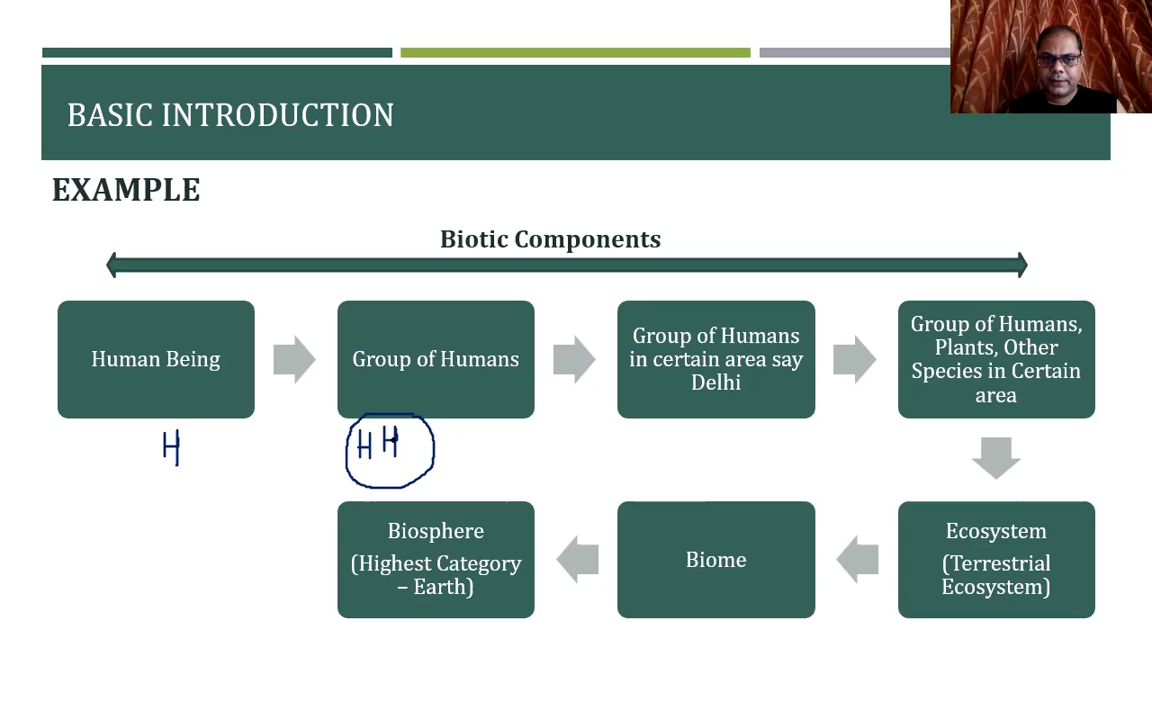 BASIC INTRODUCTION
EXAMPLE
Biotic Components
Human Being
Group of Humans
Group of Humans
in certain area say
Delhi
Group of Humans,
Plants, Other
Species in Certain
area
H
H H
Biosphere
(Highest Category
– Earth)
Biome
Ecosystem
(Terrestrial
Ecosystem)